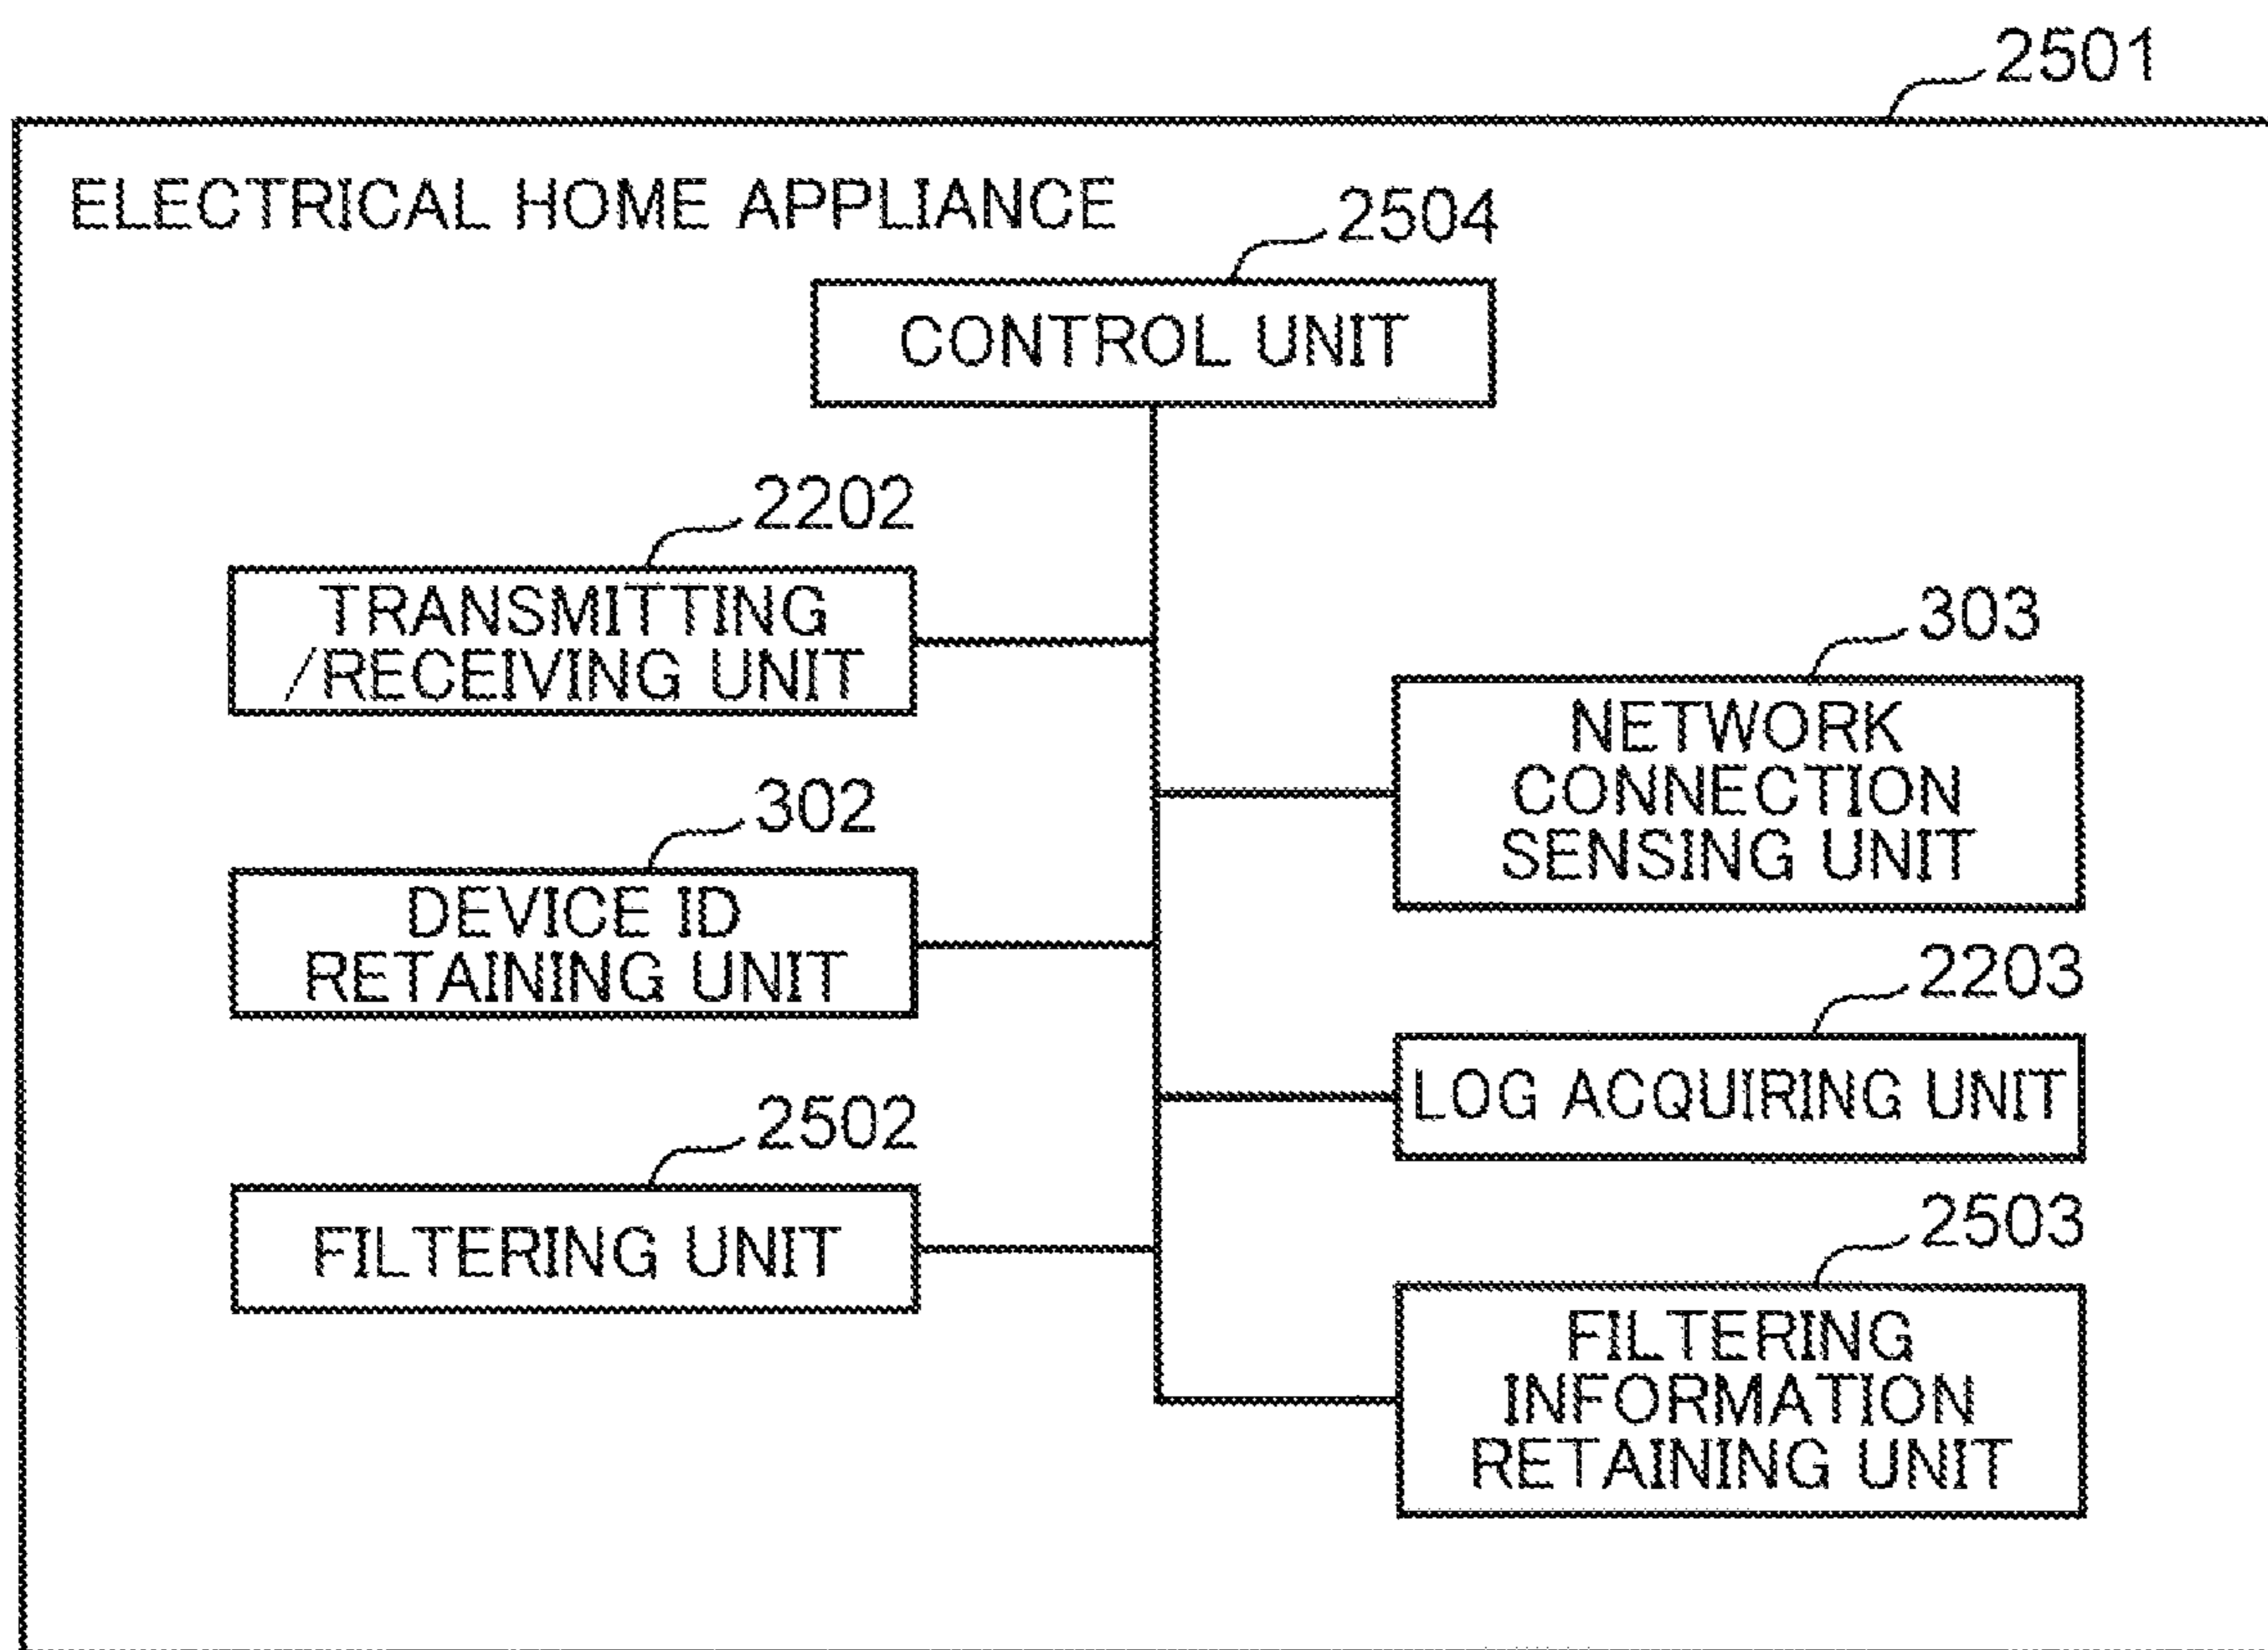 2501
ELECTRICAL HOME APPLIANCE
2504
CONTROL UNIT
2202
TRANSMITTING
/RECEIVING UNIT
303
NETWORK
CONNECTION
SENSING UNIT
302
DEVICE ID
RETAINING UNIT
2203
LOG ACQUIRING UNIT
2502
FILTERING UNIT
2503
FILTERING
INFORMATION
RETAINING UNIT